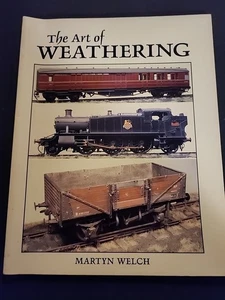 The Art of
WEATHERING
MARTYN WELCH